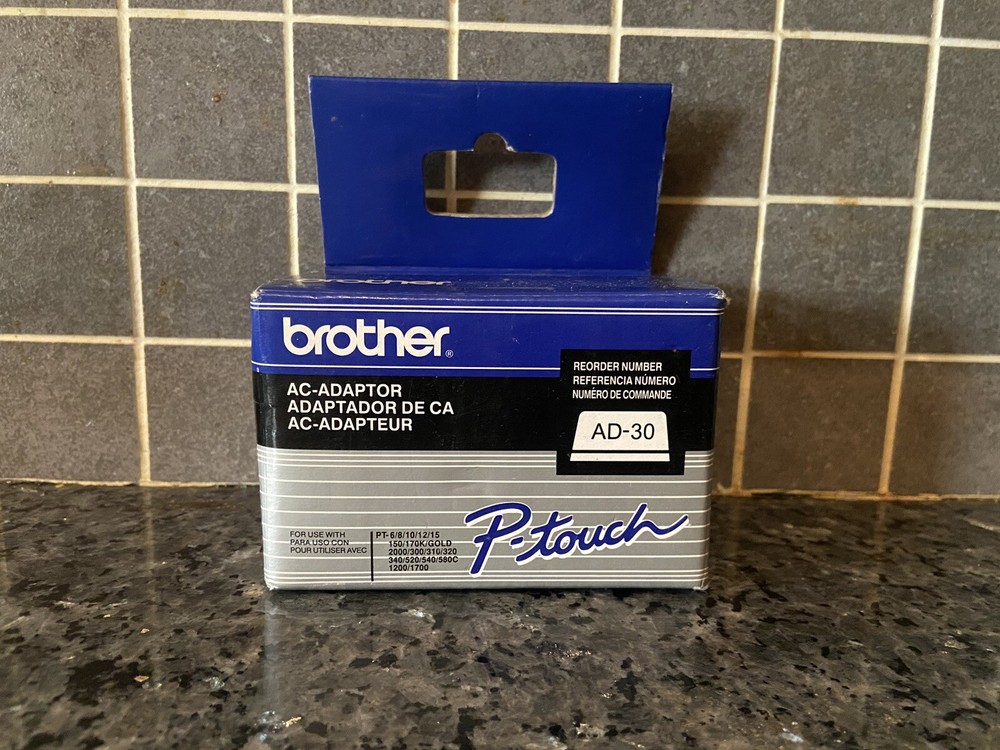 brother
brother®
AC-ADAPTOR
ADAPTADOR DE CA
AC-ADAPTEUR
REORDER NUMBER
REFERENCIA NÚMERO
NUMÉRO DE COMMANDE
AD-30
P-touch
FOR USE WITH
PARA USO CON
POUR UTILISER AVEC
PT-6/8/10/12/15
150/170K/GOLD
2000/300/310/320
340/520/540/580C
1200/1700